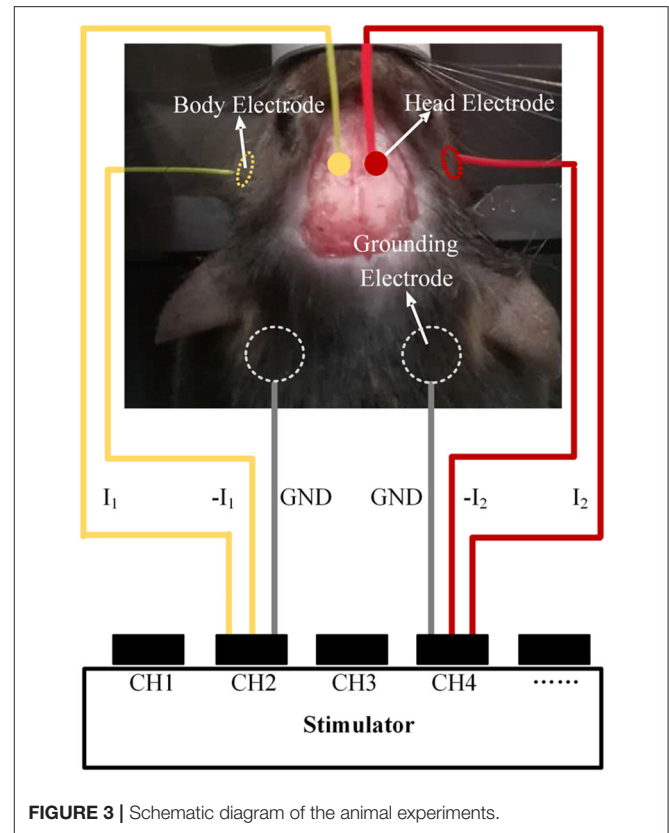 Body Electrode
Head Electrode
Grounding
Electrode
I₁
-I₁
GND
GND
-I₂
I₂
CH1
CH2
CH3
CH4
······
Stimulator
FIGURE 3 | Schematic diagram of the animal experiments.